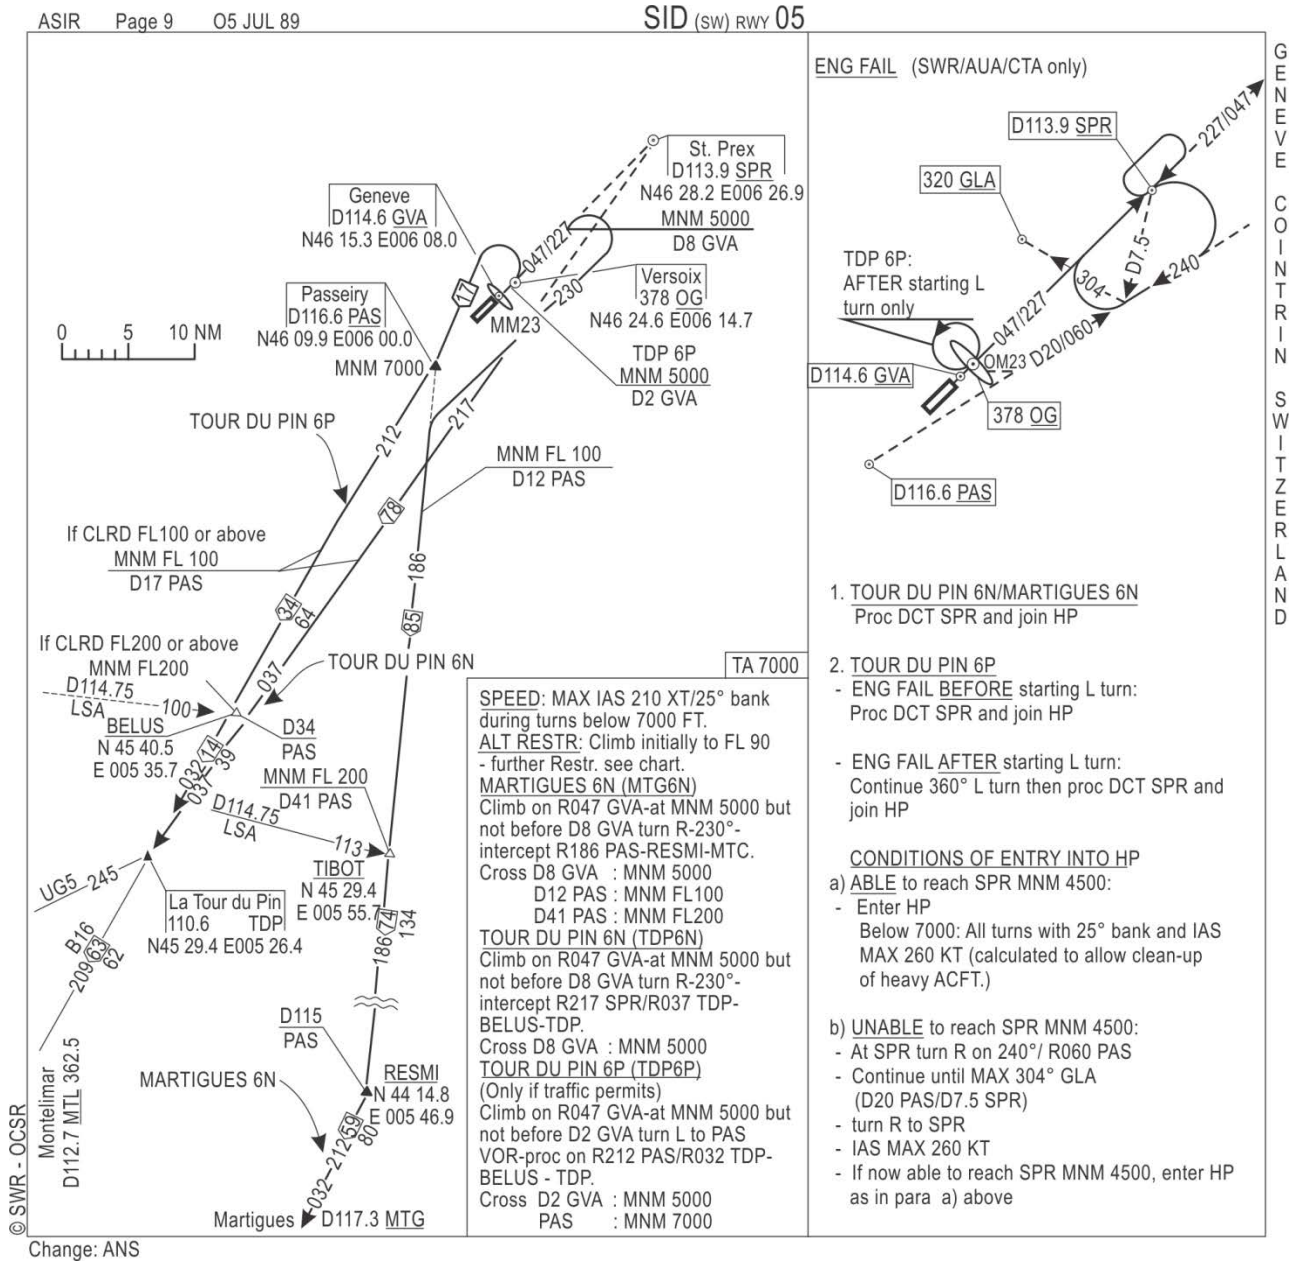 ASIR Page 9 O5 JUL 89
SID (SW) RWY 05
GENEVE COINTRIN SWITZERLAND
St. Prex
D113.9 SPR
N46 28.2 E006 26.9
MNM 5000
D8 GVA
Geneve
D114.6 GVA
N46 15.3 E006 08.0
047/227
230
Versoix
378 OG
N46 24.6 E006 14.7
Passeiry
D116.6 PAS
N46 09.9 E006 00.0
MNM 7000
17
MM23
TDP 6P
MNM 5000
D2 GVA
0 5 10 NM
TOUR DU PIN 6P
212
217
MNM FL 100
D12 PAS
78
If CLRD FL100 or above
MNM FL 100
D17 PAS
186
34
64
85
If CLRD FL200 or above
MNM FL200
TOUR DU PIN 6N
037
D114.75
LSA
100
BELUS
N 45 40.5
E 005 35.7
D34
PAS
14
39
032
037
MNM FL 200
D41 PAS
D114.75
LSA
113
TIBOT
N 45 29.4
E 005 55.7
UG5
245
La Tour du Pin
110.6 TDP
N45 29.4 E005 26.4
74
134
186
B16
63
62
209
D115
PAS
RESMI
N 44 14.8
E 005 46.9
MARTIGUES 6N
59
80
212
032
Montelimar
D112.7 MTL 362.5
Martigues D117.3 MTG
TA 7000
SPEED: MAX IAS 210 XT/25° bank
during turns below 7000 FT.
ALT RESTR: Climb initially to FL 90
- further Restr. see chart.
MARTIGUES 6N (MTG6N)
Climb on R047 GVA-at MNM 5000 but
not before D8 GVA turn R-230°-
intercept R186 PAS-RESMI-MTC.
Cross D8 GVA : MNM 5000
D12 PAS : MNM FL100
D41 PAS : MNM FL200
TOUR DU PIN 6N (TDP6N)
Climb on R047 GVA-at MNM 5000 but
not before D8 GVA turn R-230°-
intercept R217 SPR/R037 TDP-
BELUS-TDP.
Cross D8 GVA : MNM 5000
TOUR DU PIN 6P (TDP6P)
(Only if traffic permits)
Climb on R047 GVA-at MNM 5000 but
not before D2 GVA turn L to PAS
VOR-proc on R212 PAS/R032 TDP-
BELUS - TDP.
Cross D2 GVA : MNM 5000
PAS : MNM 7000
ENG FAIL (SWR/AUA/CTA only)
D113.9 SPR
227/047
320 GLA
D7.5
240
304
TDP 6P:
AFTER starting L
turn only
047/227
D20/060
OM23
D114.6 GVA
378 OG
D116.6 PAS
1. TOUR DU PIN 6N/MARTIGUES 6N
Proc DCT SPR and join HP
2. TOUR DU PIN 6P
- ENG FAIL BEFORE starting L turn:
Proc DCT SPR and join HP
- ENG FAIL AFTER starting L turn:
Continue 360° L turn then proc DCT SPR and
join HP
CONDITIONS OF ENTRY INTO HP
a) ABLE to reach SPR MNM 4500:
- Enter HP
Below 7000: All turns with 25° bank and IAS
MAX 260 KT (calculated to allow clean-up
of heavy ACFT.)
b) UNABLE to reach SPR MNM 4500:
- At SPR turn R on 240°/ R060 PAS
- Continue until MAX 304° GLA
(D20 PAS/D7.5 SPR)
- turn R to SPR
- IAS MAX 260 KT
- If now able to reach SPR MNM 4500, enter HP
as in para a) above
© SWR - OCSR
Change: ANS